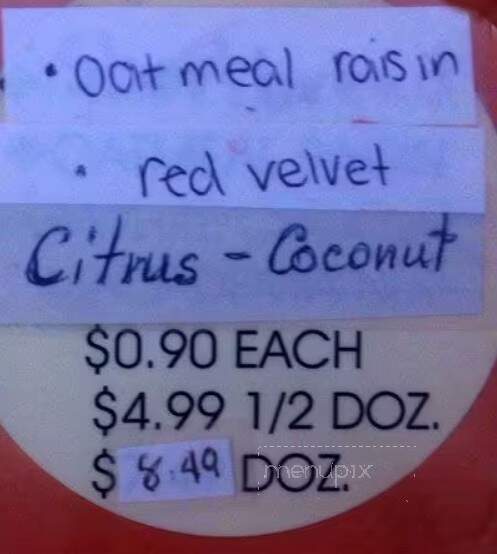 • oatmeal raisin
• red velvet
Citrus - Coconut
$0.90 EACH
$4.99 1/2 DOZ.
$8.49 DOZ.
menupix